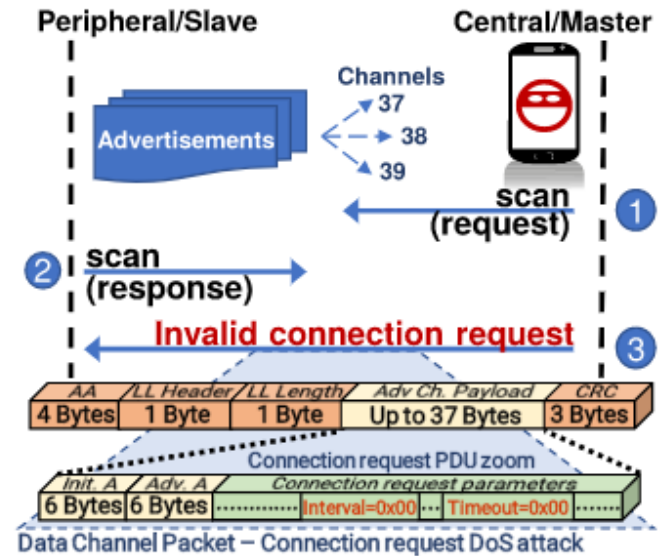 Peripheral/Slave
Central/Master
Channels
37
38
39
Advertisements
scan
(request)
1
2
scan
(response)
Invalid connection request
3
AA
LL Header
LL Length
Adv Ch. Payload
CRC
4 Bytes
1 Byte
1 Byte
Up to 37 Bytes
3 Bytes
Connection request PDU zoom
Init. A
Adv. A
Connection request parameters
6 Bytes
6 Bytes
............... Interval=0x00 ... Timeout=0x00 .......
Data Channel Packet – Connection request DoS attack